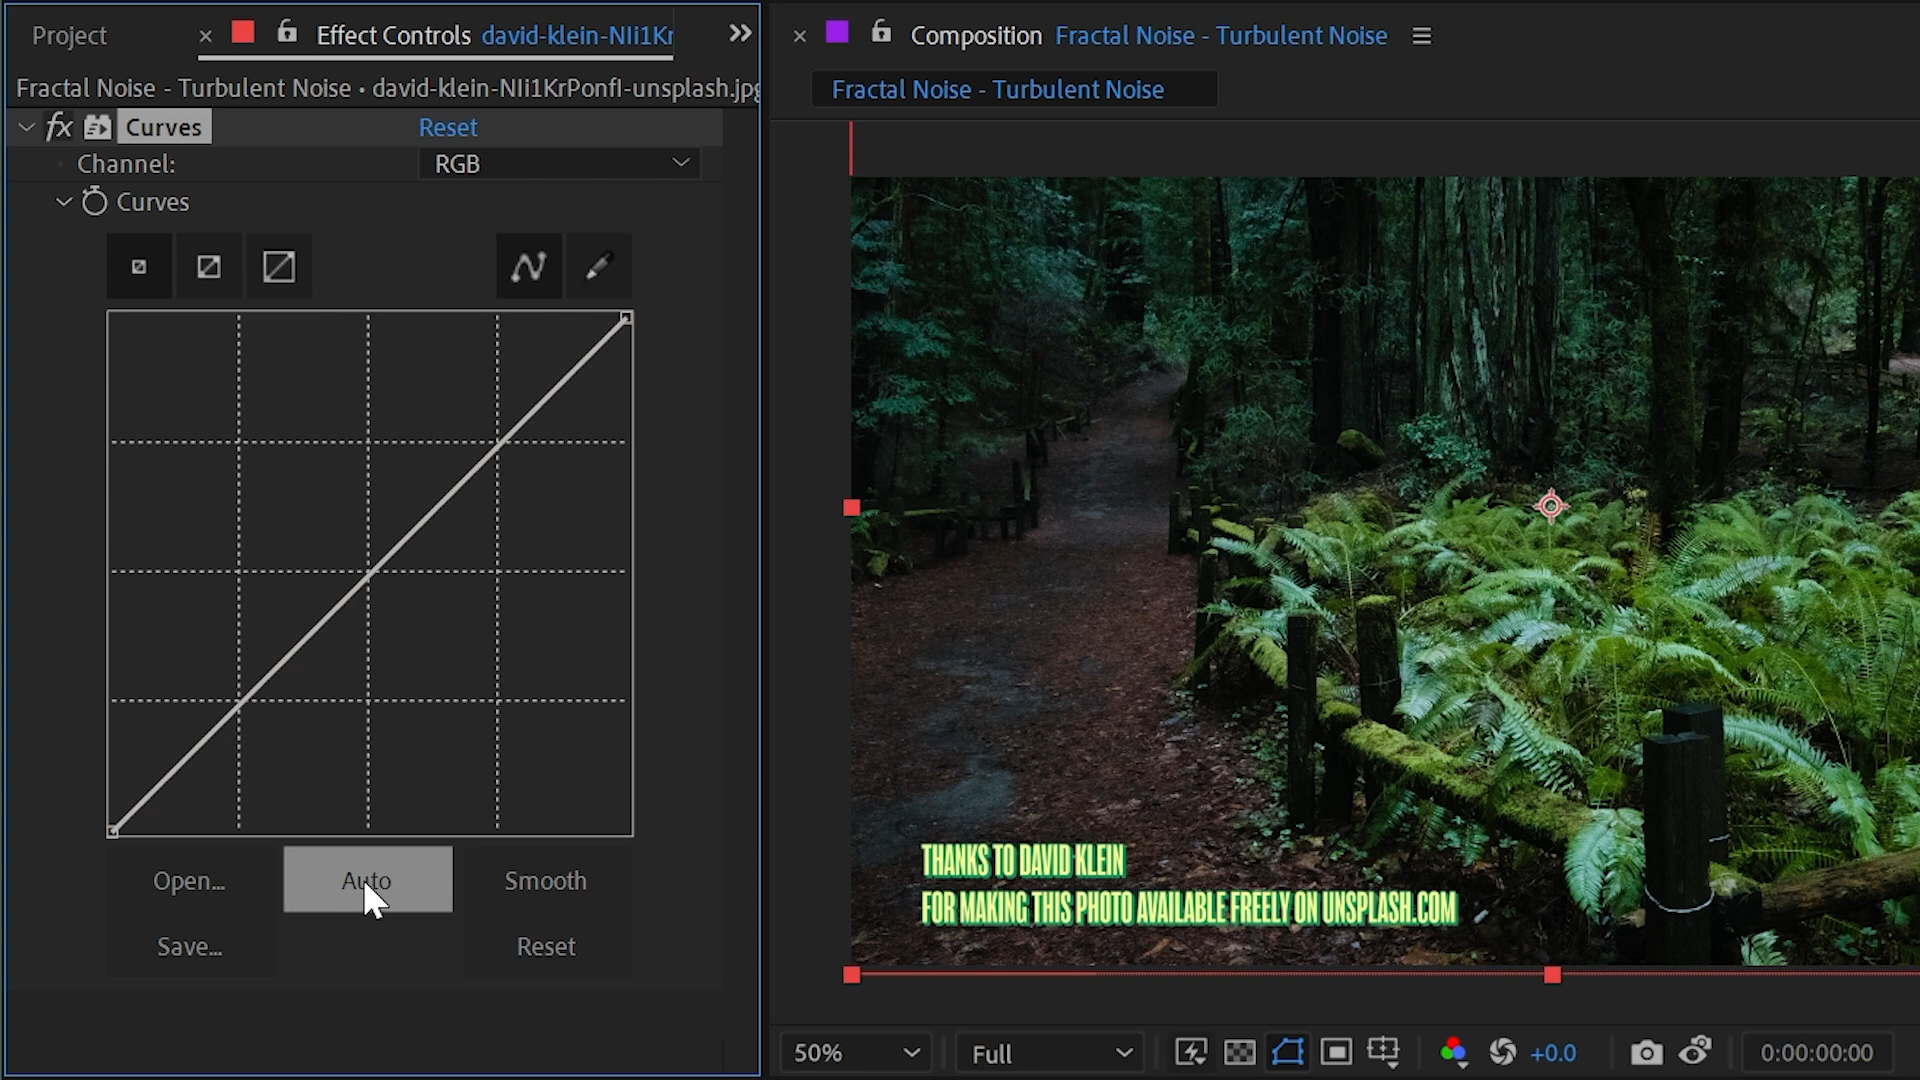 Project
Effect Controls david-klein-NIi1Kr
Composition Fractal Noise - Turbulent Noise
Fractal Noise - Turbulent Noise • david-klein-NIi1KrPonfI-unsplash.jpg
Fractal Noise - Turbulent Noise
fx Curves Reset
Channel: RGB
Curves
THANKS TO DAVID KLEIN
FOR MAKING THIS PHOTO AVAILABLE FREELY ON UNSPLASH.COM
Open... Auto Smooth
Save... Reset
50% Full +0.0 0:00:00:00